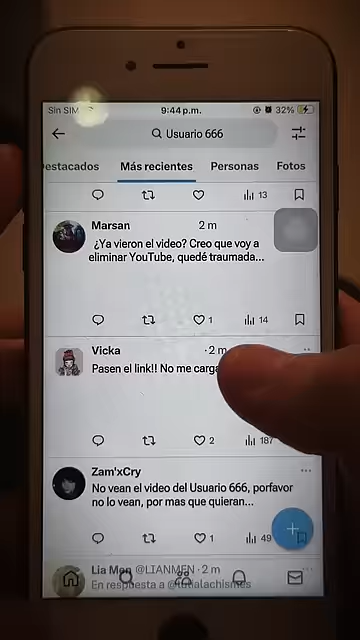 Sin SIM
9:44 p.m.
32%
Usuario 666
estacados Más recientes Personas Fotos
13
Marsan 2 m
¿Ya vieron el video? Creo que voy a
eliminar YouTube, quedé traumada...
1 14
Vicka · 2 m
Pasen el link!! No me carga
2 187
Zam'xCry
No vean el video del Usuario 666, porfavor
no lo vean, por mas que quieran...
1 49
Lia Men @LIANMEN · 2 m
En respuesta a